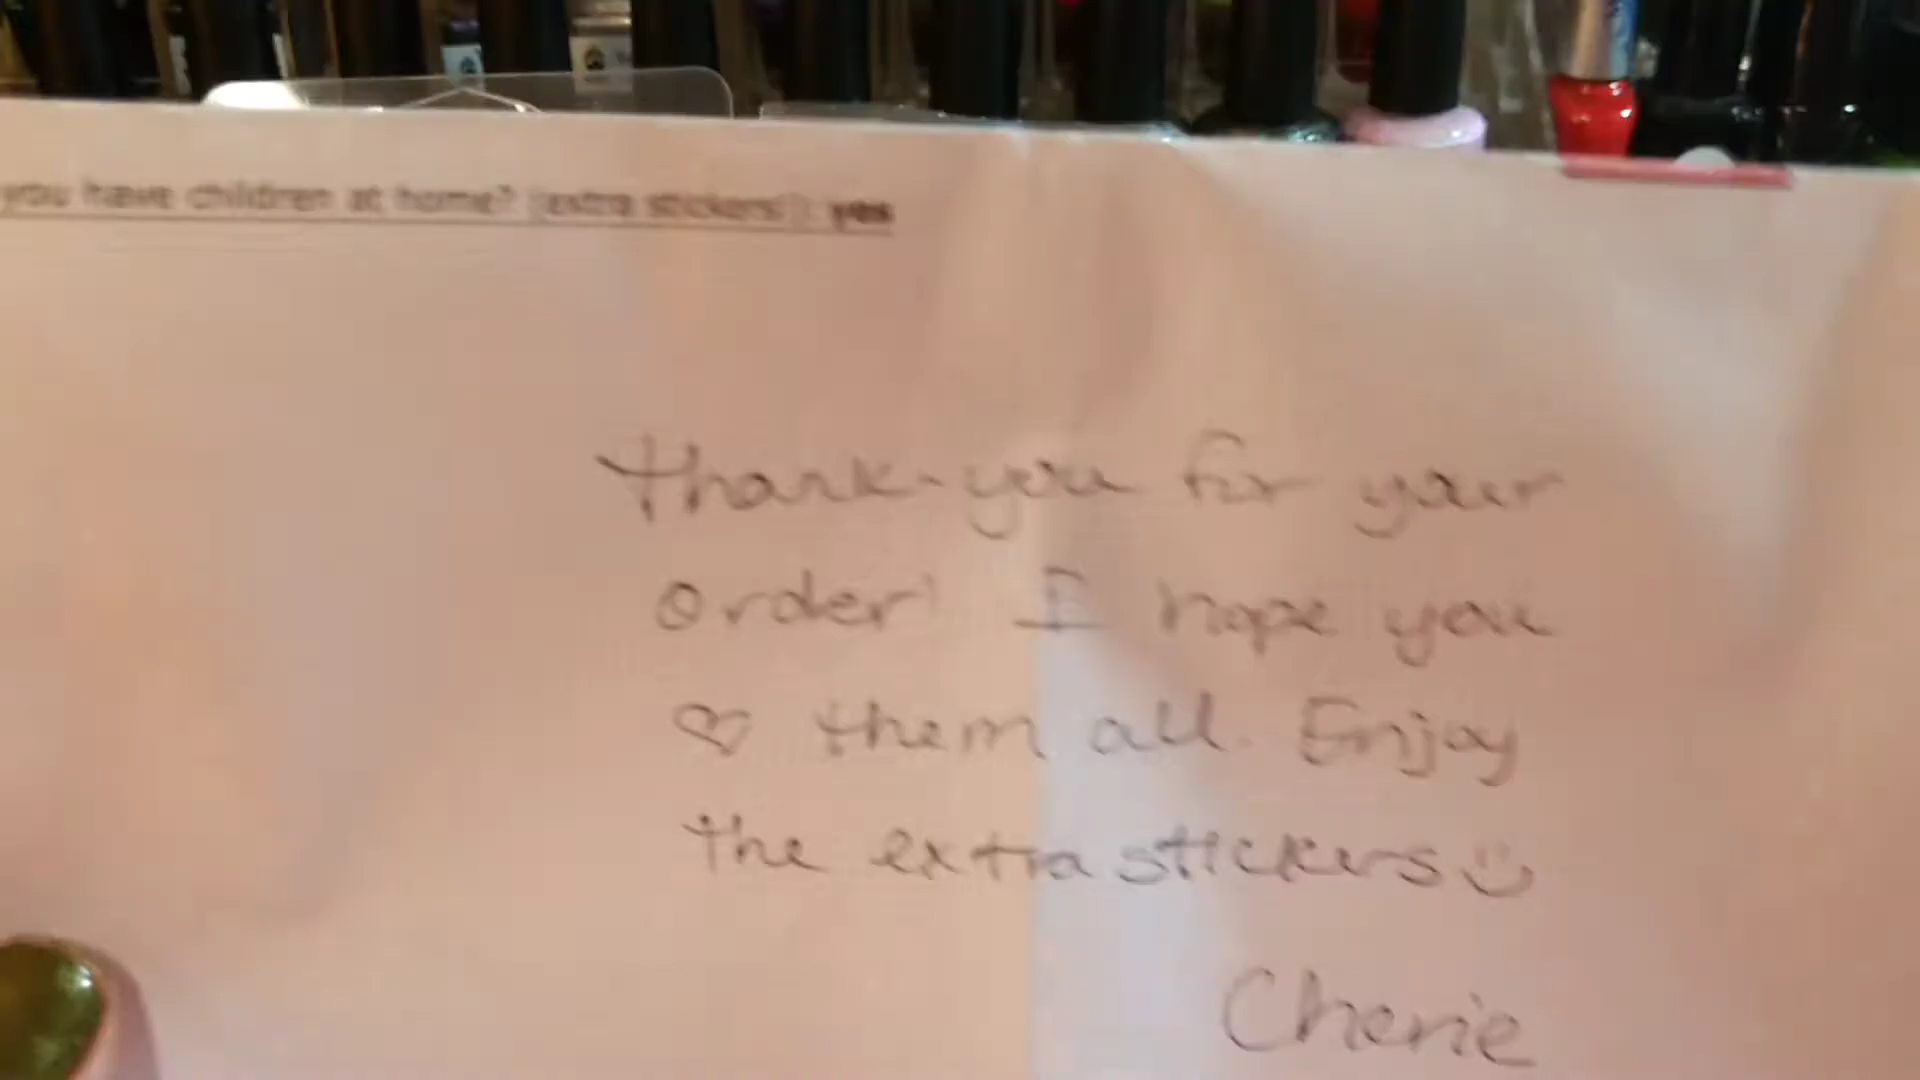 you have children at home? (extra stickers!): yes
Thank-you for your
order! I hope you
♡ them all. Enjoy
the extra stickers☺
Cherie